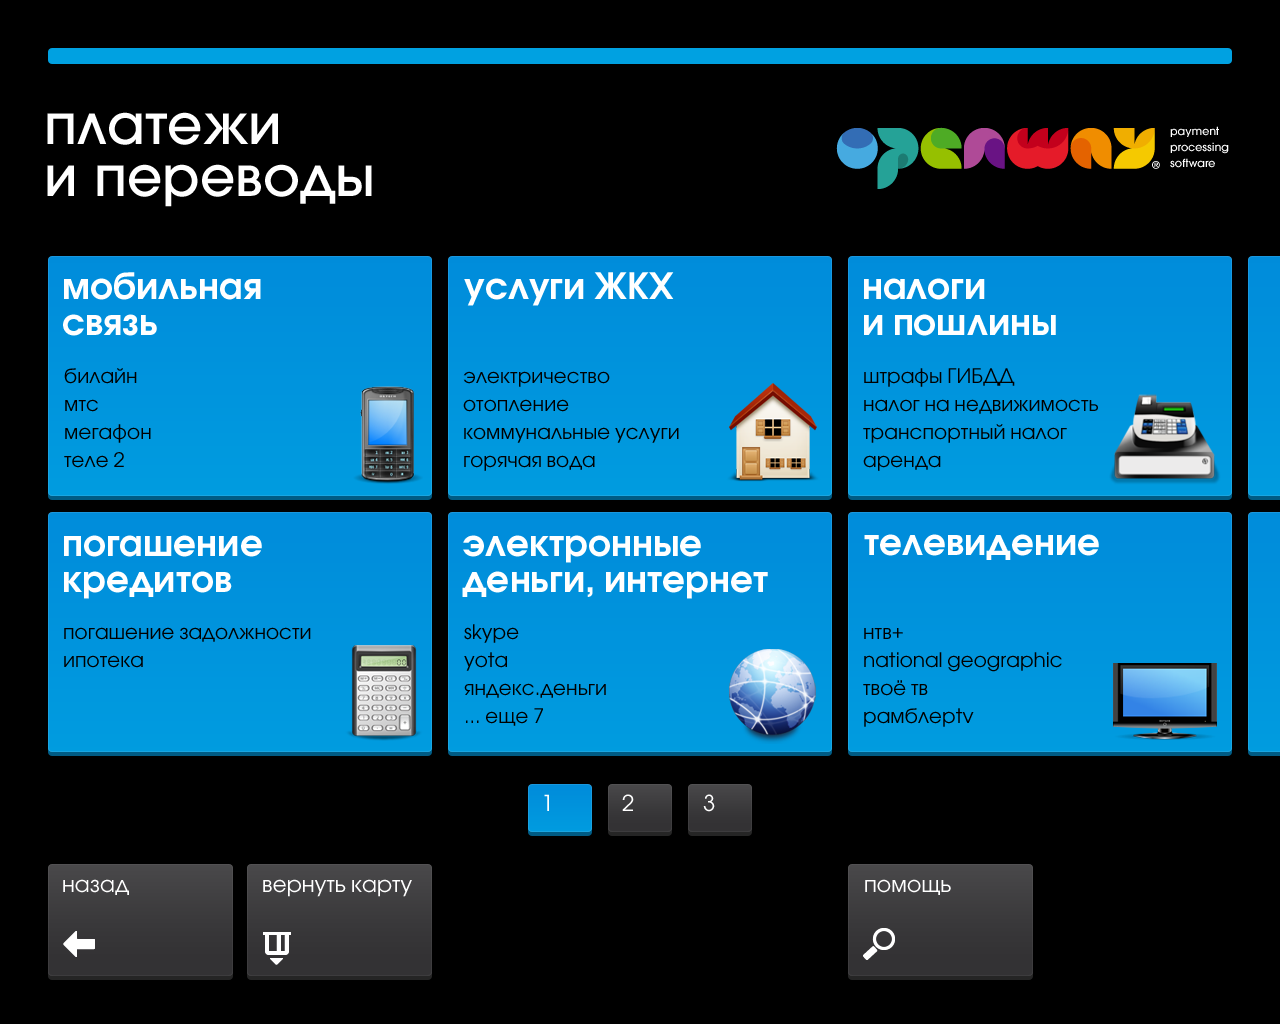 платежи
и переводы
openway®
payment
processing
software
мобильная
связь
билайн
мтс
мегафон
теле 2
услуги ЖКХ
электричество
отопление
коммунальные услуги
горячая вода
налоги
и пошлины
штрафы ГИБДД
налог на недвижимость
транспортный налог
аренда
погашение
кредитов
погашение задолжности
ипотека
электронные
деньги, интернет
skype
yota
яндекс.деньги
... еще 7
телевидение
нтв+
national geographic
твоё тв
рамблерtv
1
2
3
назад
вернуть карту
помощь